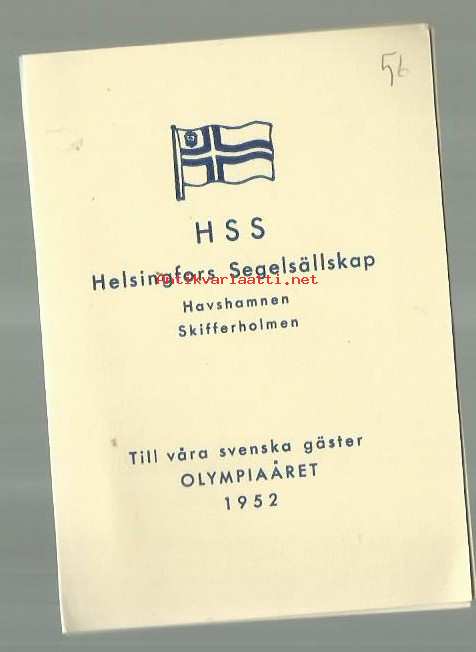 56
HSS
Helsingfors Segelsällskap
antikvariaatti.net
Havshamnen
Skifferholmen
Till våra svenska gäster
OLYMPIAÅRET
1952